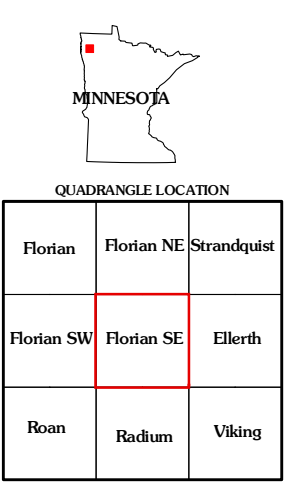 MINNESOTA
QUADRANGLE LOCATION
Florian Florian NE Strandquist
Florian SW Florian SE Ellerth
Roan Radium Viking